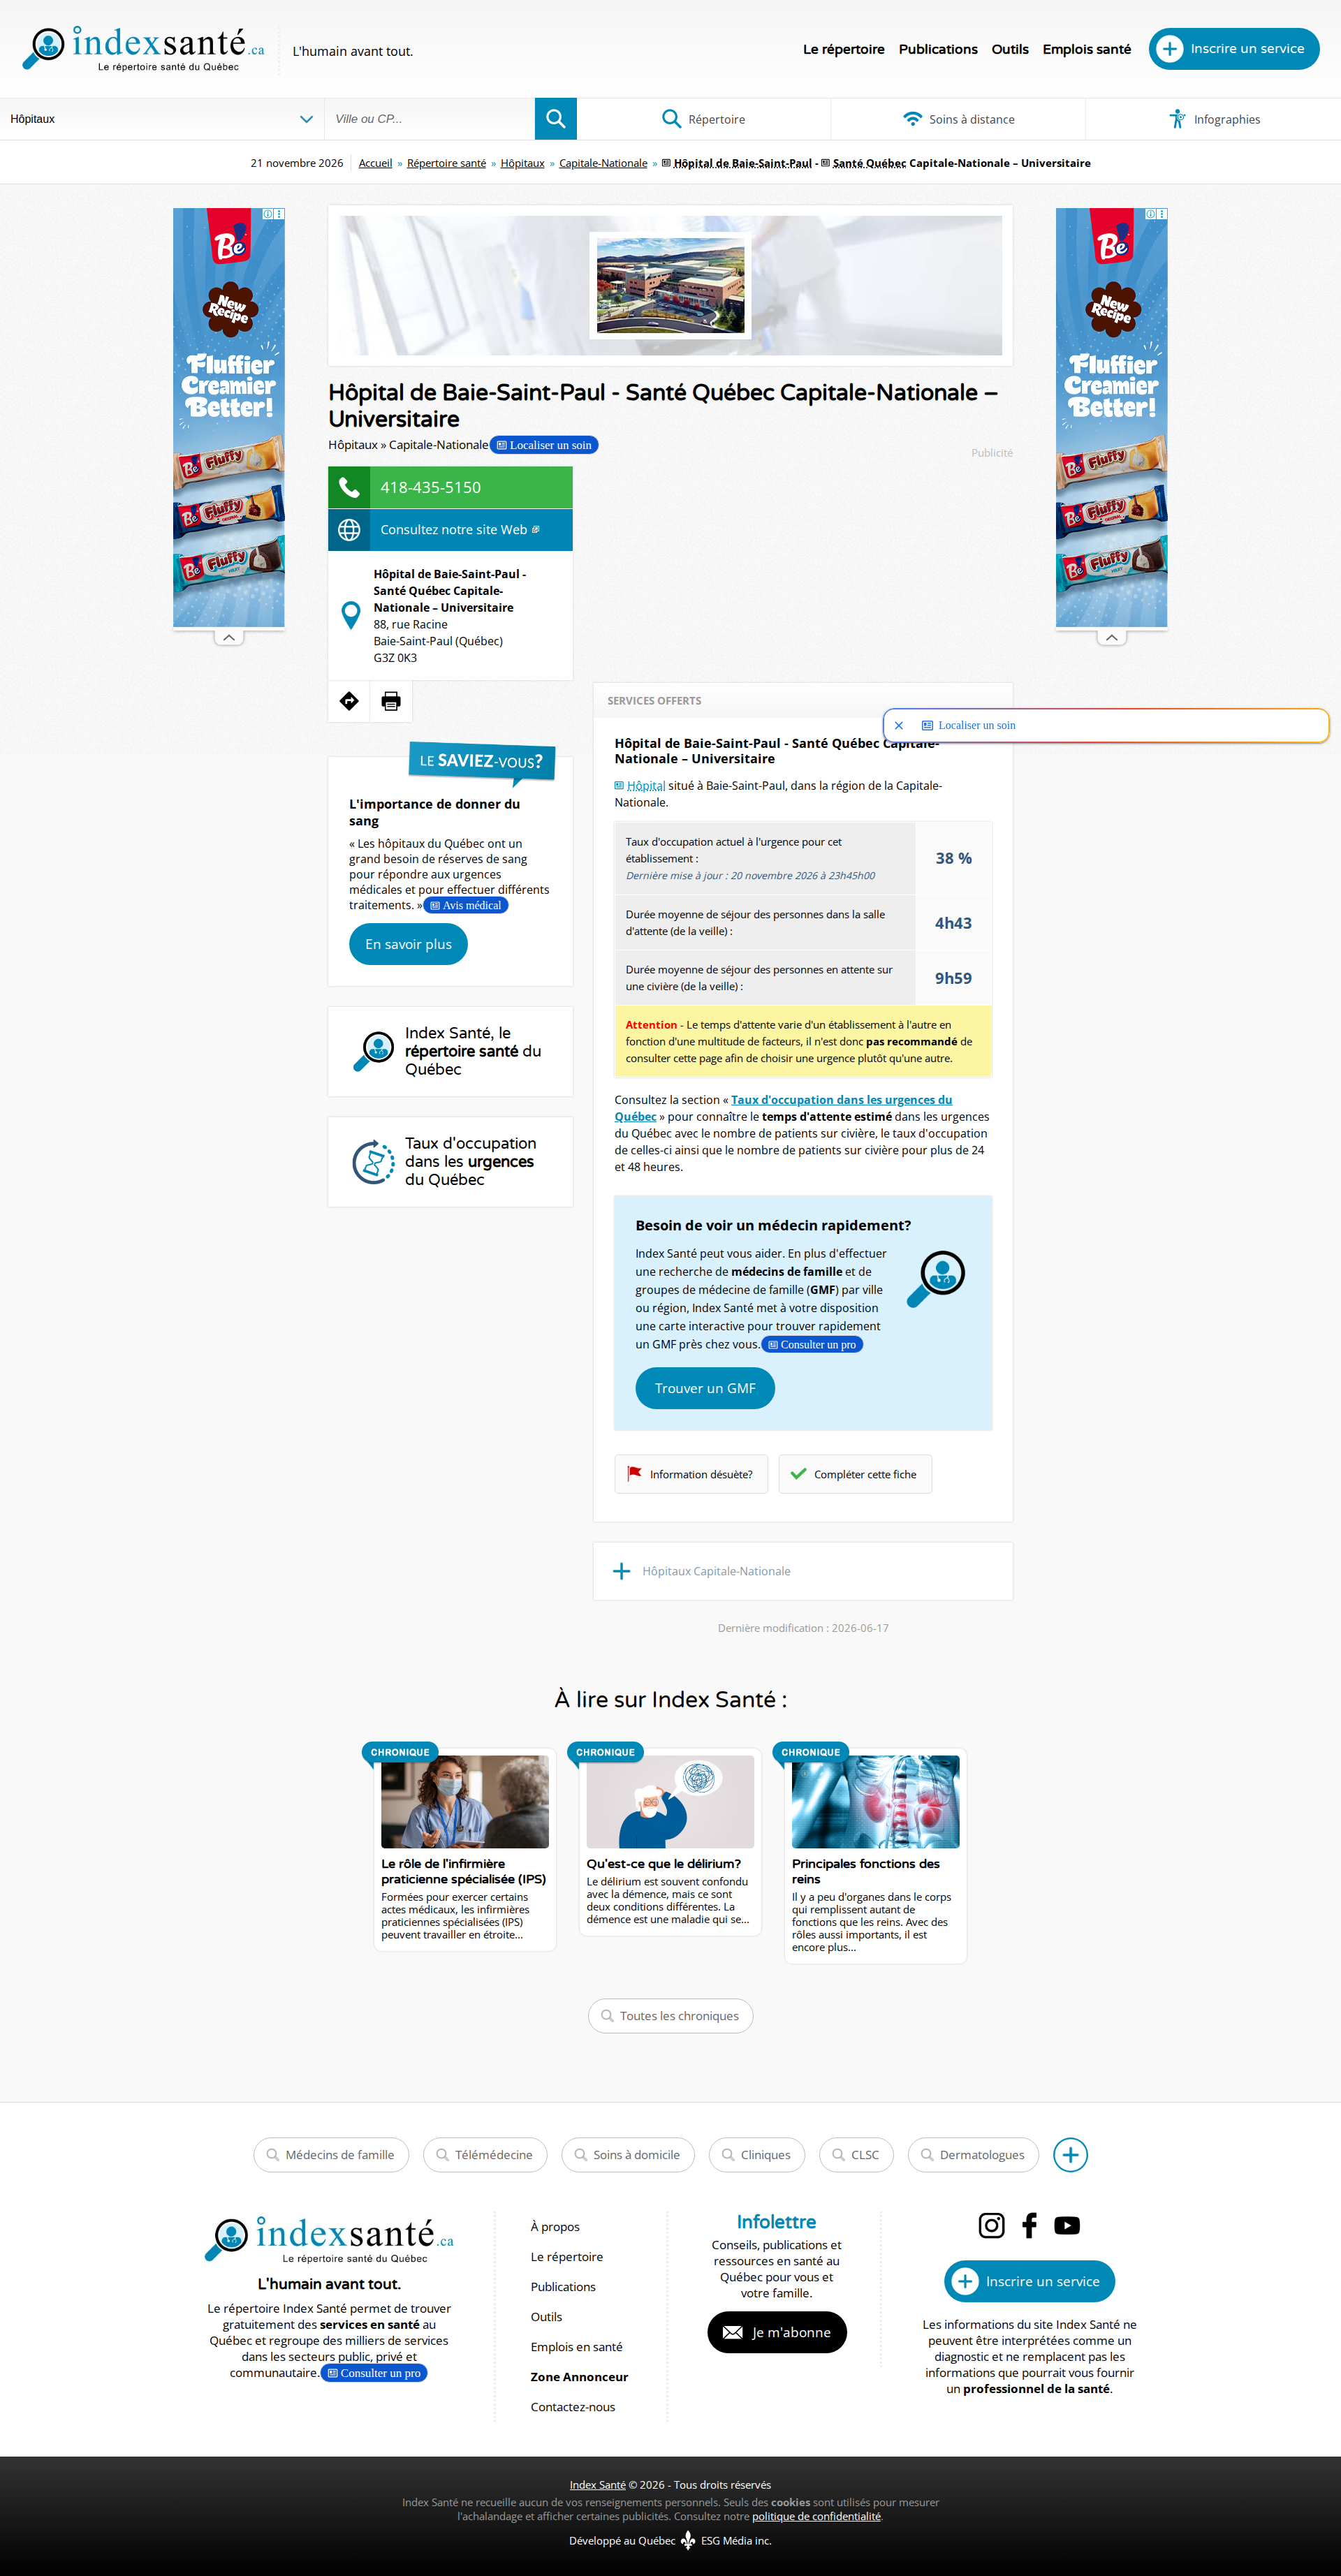 indexsanté.ca
Le répertoire santé du Québec
L'humain avant tout.
Le répertoire
Publications
Outils
Emplois santé
Inscrire un service
Hôpitaux
Ville ou CP...
Répertoire
Soins à distance
Infographies
21 novembre 2026 Accueil » Répertoire santé » Hôpitaux » Capitale-Nationale » Hôpital de Baie-Saint-Paul - Santé Québec Capitale-Nationale – Universitaire
Be
New Recipe
Fluffier
Creamier
Better!
Be Fluffy
Be Fluffy
Be Fluffy
Be
New Recipe
Fluffier
Creamier
Better!
Be Fluffy
Be Fluffy
Be Fluffy
Hôpital de Baie-Saint-Paul - Santé Québec Capitale-Nationale –
Universitaire
Hôpitaux » Capitale-Nationale Localiser un soin
Publicité
418-435-5150
Consultez notre site Web
Hôpital de Baie-Saint-Paul -
Santé Québec Capitale-
Nationale – Universitaire
88, rue Racine
Baie-Saint-Paul (Québec)
G3Z 0K3
LE SAVIEZ-VOUS?
L'importance de donner du
sang
« Les hôpitaux du Québec ont un
grand besoin de réserves de sang
pour répondre aux urgences
médicales et pour effectuer différents
traitements. » Avis médical
En savoir plus
Index Santé, le
répertoire santé du
Québec
Taux d'occupation
dans les urgences
du Québec
SERVICES OFFERTS
Localiser un soin
Hôpital de Baie-Saint-Paul - Santé Québec Capitale-
Nationale – Universitaire
Hôpital situé à Baie-Saint-Paul, dans la région de la Capitale-
Nationale.
Taux d'occupation actuel à l'urgence pour cet
établissement :
Dernière mise à jour : 20 novembre 2026 à 23h45h00
38 %
Durée moyenne de séjour des personnes dans la salle
d'attente (de la veille) :
4h43
Durée moyenne de séjour des personnes en attente sur
une civière (de la veille) :
9h59
Attention - Le temps d'attente varie d'un établissement à l'autre en
fonction d'une multitude de facteurs, il n'est donc pas recommandé de
consulter cette page afin de choisir une urgence plutôt qu'une autre.
Consultez la section « Taux d'occupation dans les urgences du
Québec » pour connaître le temps d'attente estimé dans les urgences
du Québec avec le nombre de patients sur civière, le taux d'occupation
de celles-ci ainsi que le nombre de patients sur civière pour plus de 24
et 48 heures.
Besoin de voir un médecin rapidement?
Index Santé peut vous aider. En plus d'effectuer
une recherche de médecins de famille et de
groupes de médecine de famille (GMF) par ville
ou région, Index Santé met à votre disposition
une carte interactive pour trouver rapidement
un GMF près chez vous. Consulter un pro
Trouver un GMF
Information désuète?
Compléter cette fiche
Hôpitaux Capitale-Nationale
Dernière modification : 2026-06-17
À lire sur Index Santé :
CHRONIQUE
Le rôle de l'infirmière
praticienne spécialisée (IPS)
Formées pour exercer certains
actes médicaux, les infirmières
praticiennes spécialisées (IPS)
peuvent travailler en étroite...
CHRONIQUE
Qu'est-ce que le délirium?
Le délirium est souvent confondu
avec la démence, mais ce sont
deux conditions différentes. La
démence est une maladie qui se...
CHRONIQUE
Principales fonctions des
reins
Il y a peu d'organes dans le corps
qui remplissent autant de
fonctions que les reins. Avec des
rôles aussi importants, il est
encore plus...
Toutes les chroniques
Médecins de famille
Télémédecine
Soins à domicile
Cliniques
CLSC
Dermatologues
indexsanté.ca
Le répertoire santé du Québec
L'humain avant tout.
Le répertoire Index Santé permet de trouver
gratuitement des services en santé au
Québec et regroupe des milliers de services
dans les secteurs public, privé et
communautaire. Consulter un pro
À propos
Le répertoire
Publications
Outils
Emplois en santé
Zone Annonceur
Contactez-nous
Infolettre
Conseils, publications et
ressources en santé au
Québec pour vous et
votre famille.
Je m'abonne
Inscrire un service
Les informations du site Index Santé ne
peuvent être interprétées comme un
diagnostic et ne remplacent pas les
informations que pourrait vous fournir
un professionnel de la santé.
Index Santé © 2026 - Tous droits réservés
Index Santé ne recueille aucun de vos renseignements personnels. Seuls des cookies sont utilisés pour mesurer
l'achalandage et afficher certaines publicités. Consultez notre politique de confidentialité.
Développé au Québec ESG Média inc.